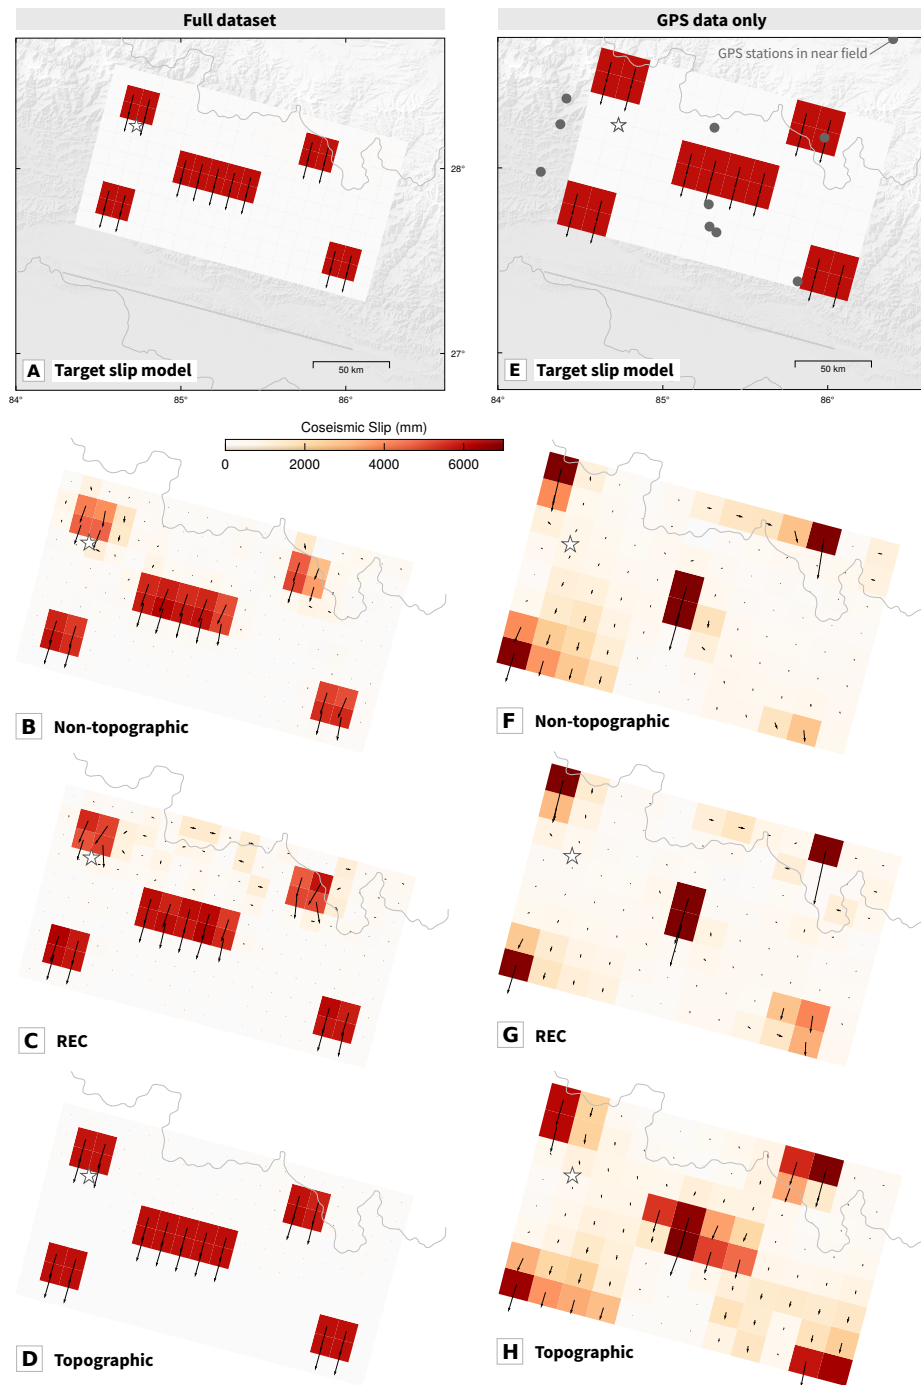 Full dataset
GPS data only
GPS stations in near field
28°
27°
A Target slip model
50 km
E Target slip model
50 km
84° 85° 86°
84° 85° 86°
Coseismic Slip (mm)
0 2000 4000 6000
B Non-topographic
F Non-topographic
C REC
G REC
D Topographic
H Topographic